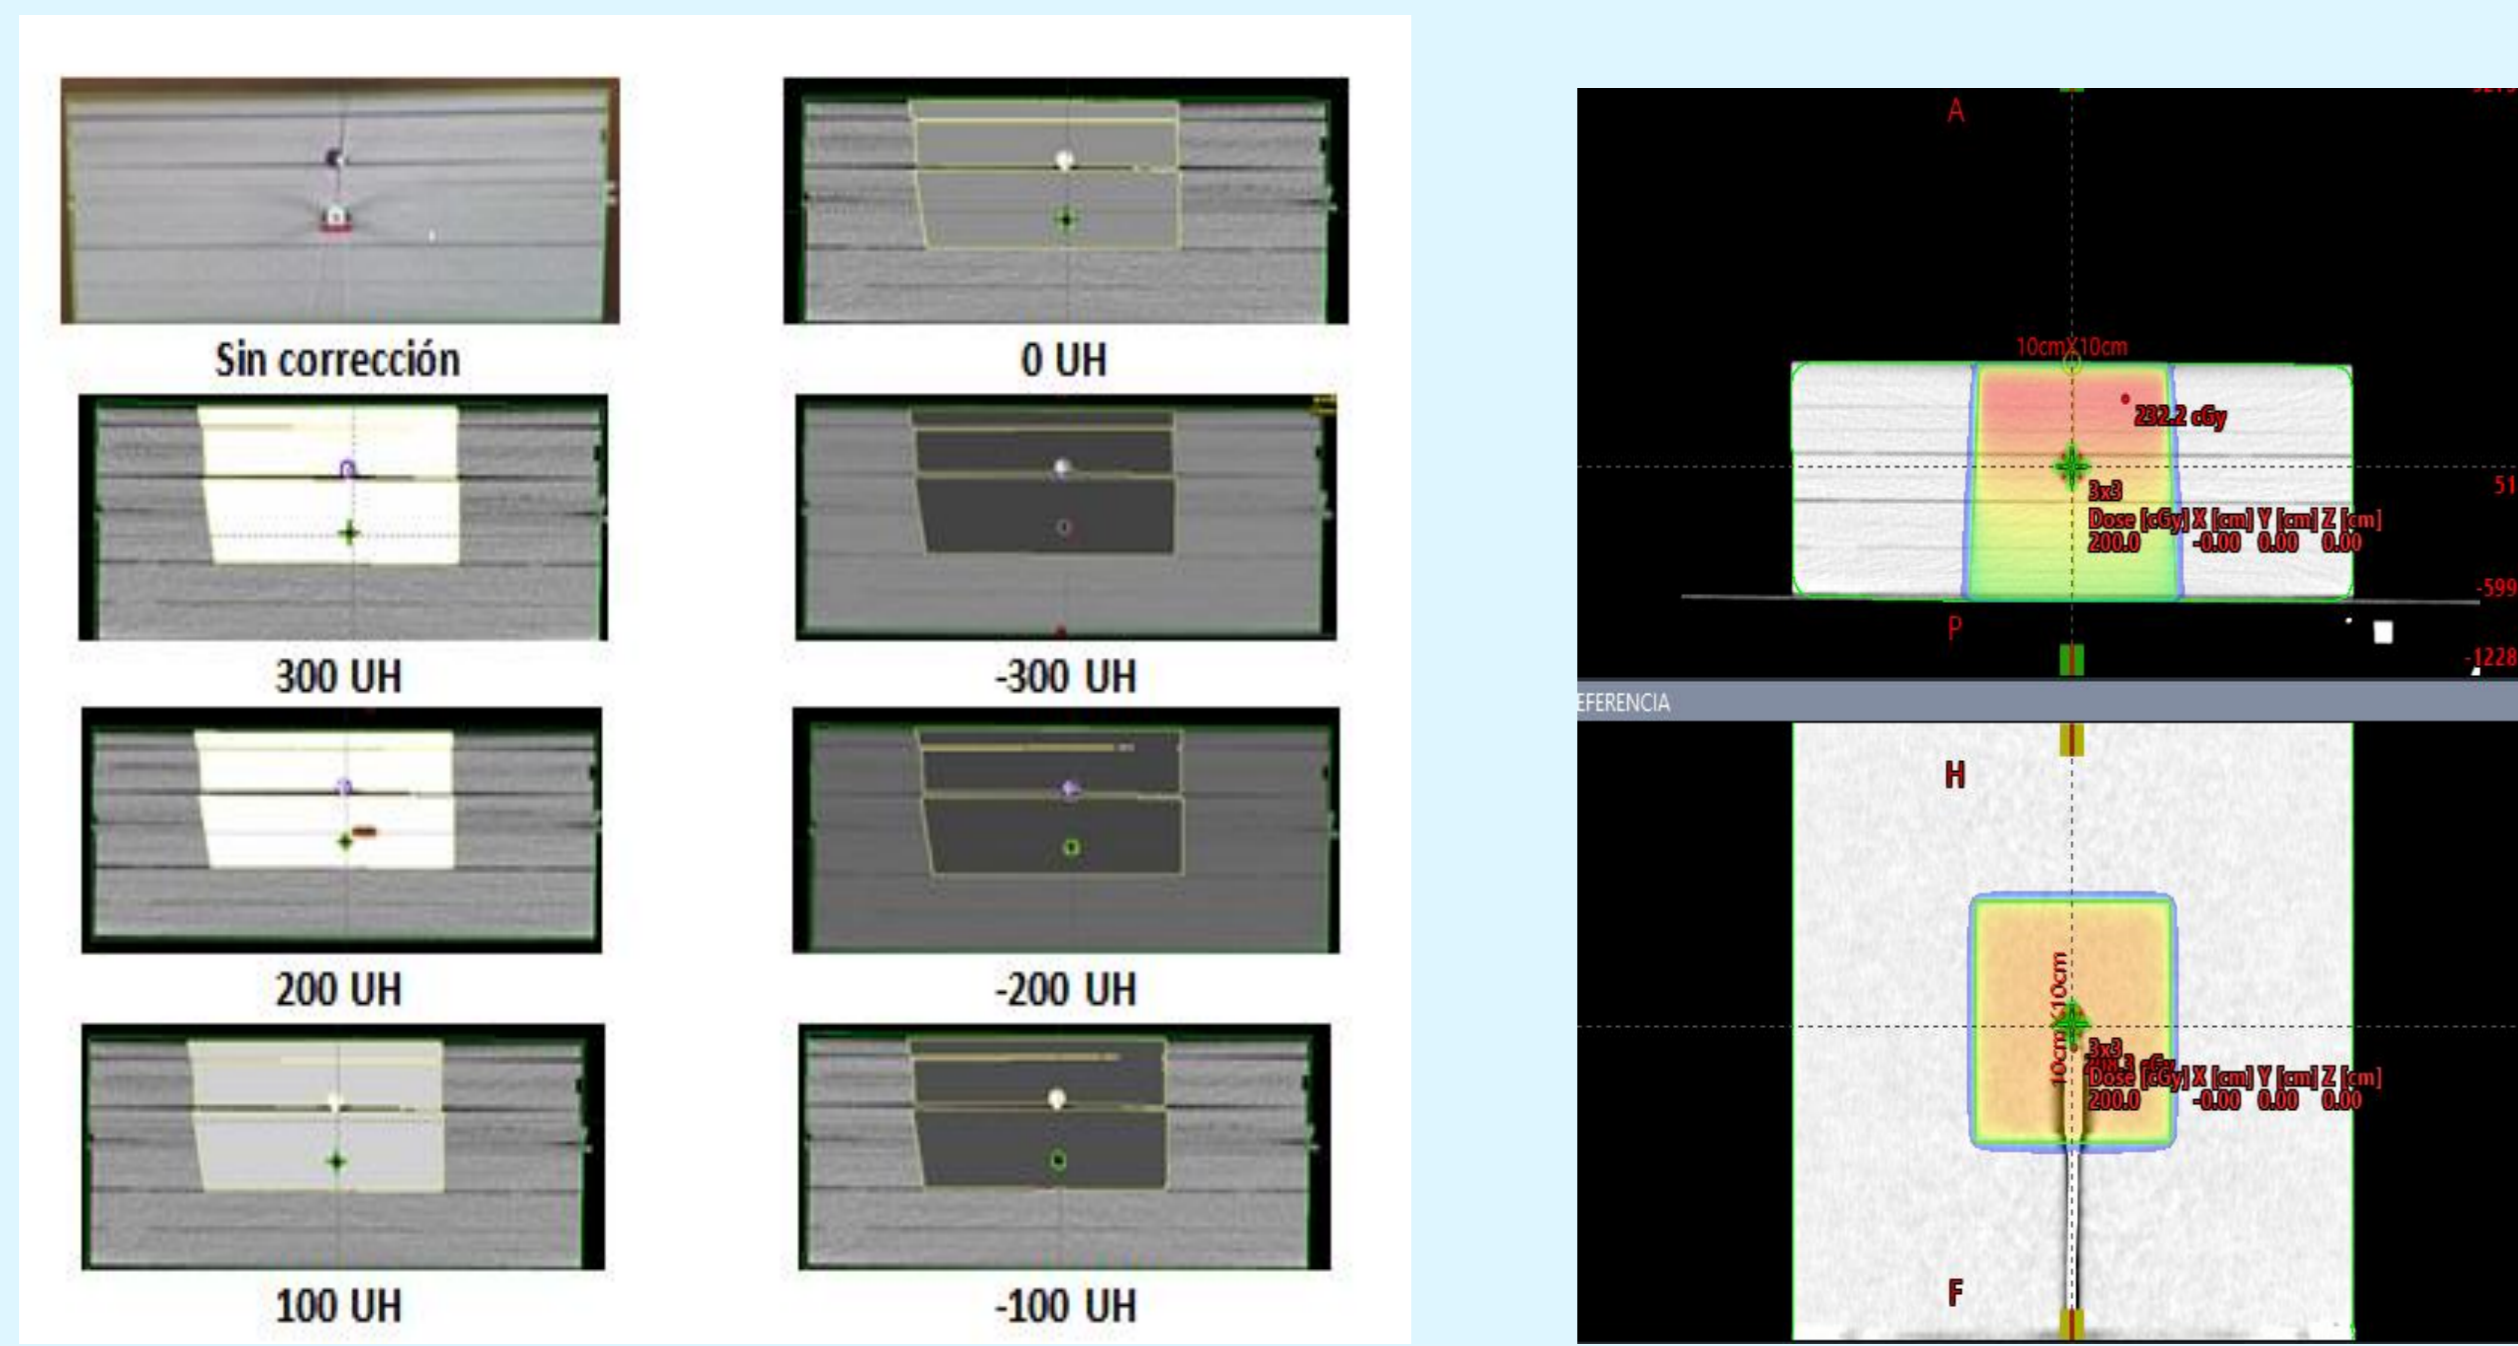 Sin corrección
0 UH
300 UH
-300 UH
200 UH
-200 UH
100 UH
-100 UH
A
10cmX10cm
232.2 cGy
51
3x3
Dose [cGy] X [cm] Y [cm] Z [cm]
200.0 -0.00 0.00 0.00
-599
P
-1228
EFERENCIA
H
10cmX10cm
3x3
Dose [cGy] X [cm] Y [cm] Z [cm]
200.0 -0.00 0.00 0.00
F